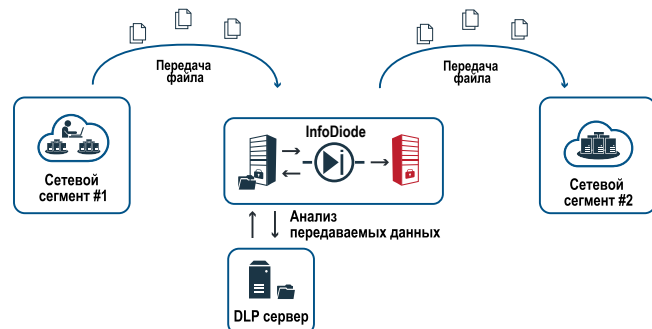 Передача
файла
Передача
файла
InfoDiode
Сетевой
сегмент #1
Сетевой
сегмент #2
Анализ
передаваемых данных
DLP сервер